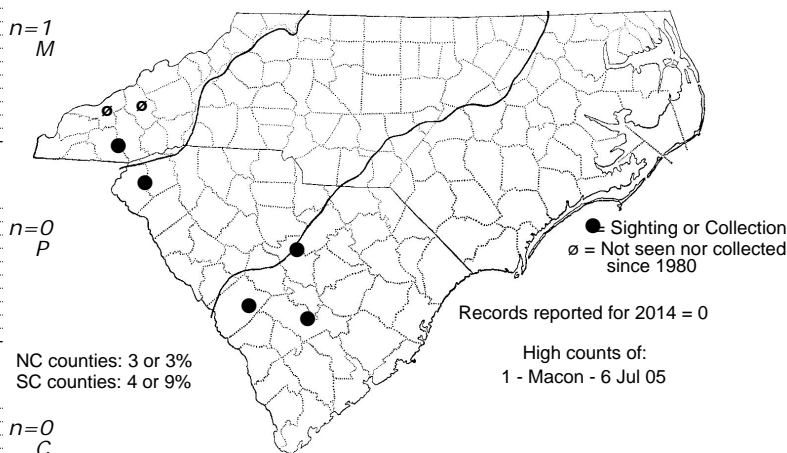 n=1
M
n=0
P
n=0
C
ø ø
● = Sighting or Collection
ø = Not seen nor collected
since 1980
Records reported for 2014 = 0
High counts of:
1 - Macon - 6 Jul 05
NC counties: 3 or 3%
SC counties: 4 or 9%